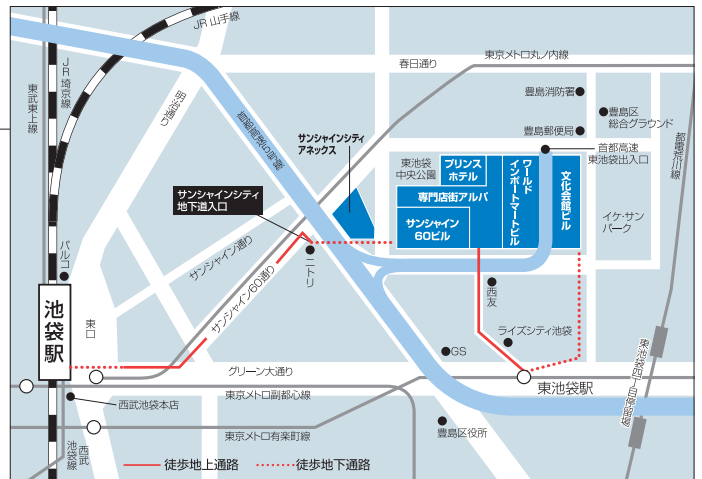 JR山手線
東武東上線
JR埼京線
明治通り
首都高速5号線
春日通り
東京メトロ丸ノ内線
豊島消防署
豊島区
総合グラウンド
豊島郵便局
首都高速
東池袋出入口
都電荒川線
サンシャインシティ
アネックス
東池袋
中央公園
プリンス
ホテル
専門店街アルパ
サンシャイン
60ビル
ワールド
インポートマートビル
文化会館ビル
イケ・サン
パーク
サンシャインシティ
地下道入口
ニトリ
サンシャイン通り
サンシャイン60通り
パルコ
池袋駅
東口
西友
ライズシティ池袋
GS
グリーン大通り
東池袋駅
東池袋四丁目停留場
東京メトロ副都心線
西武池袋本店
東京メトロ有楽町線
豊島区役所
西武
池袋線
徒歩地上通路
徒歩地下通路